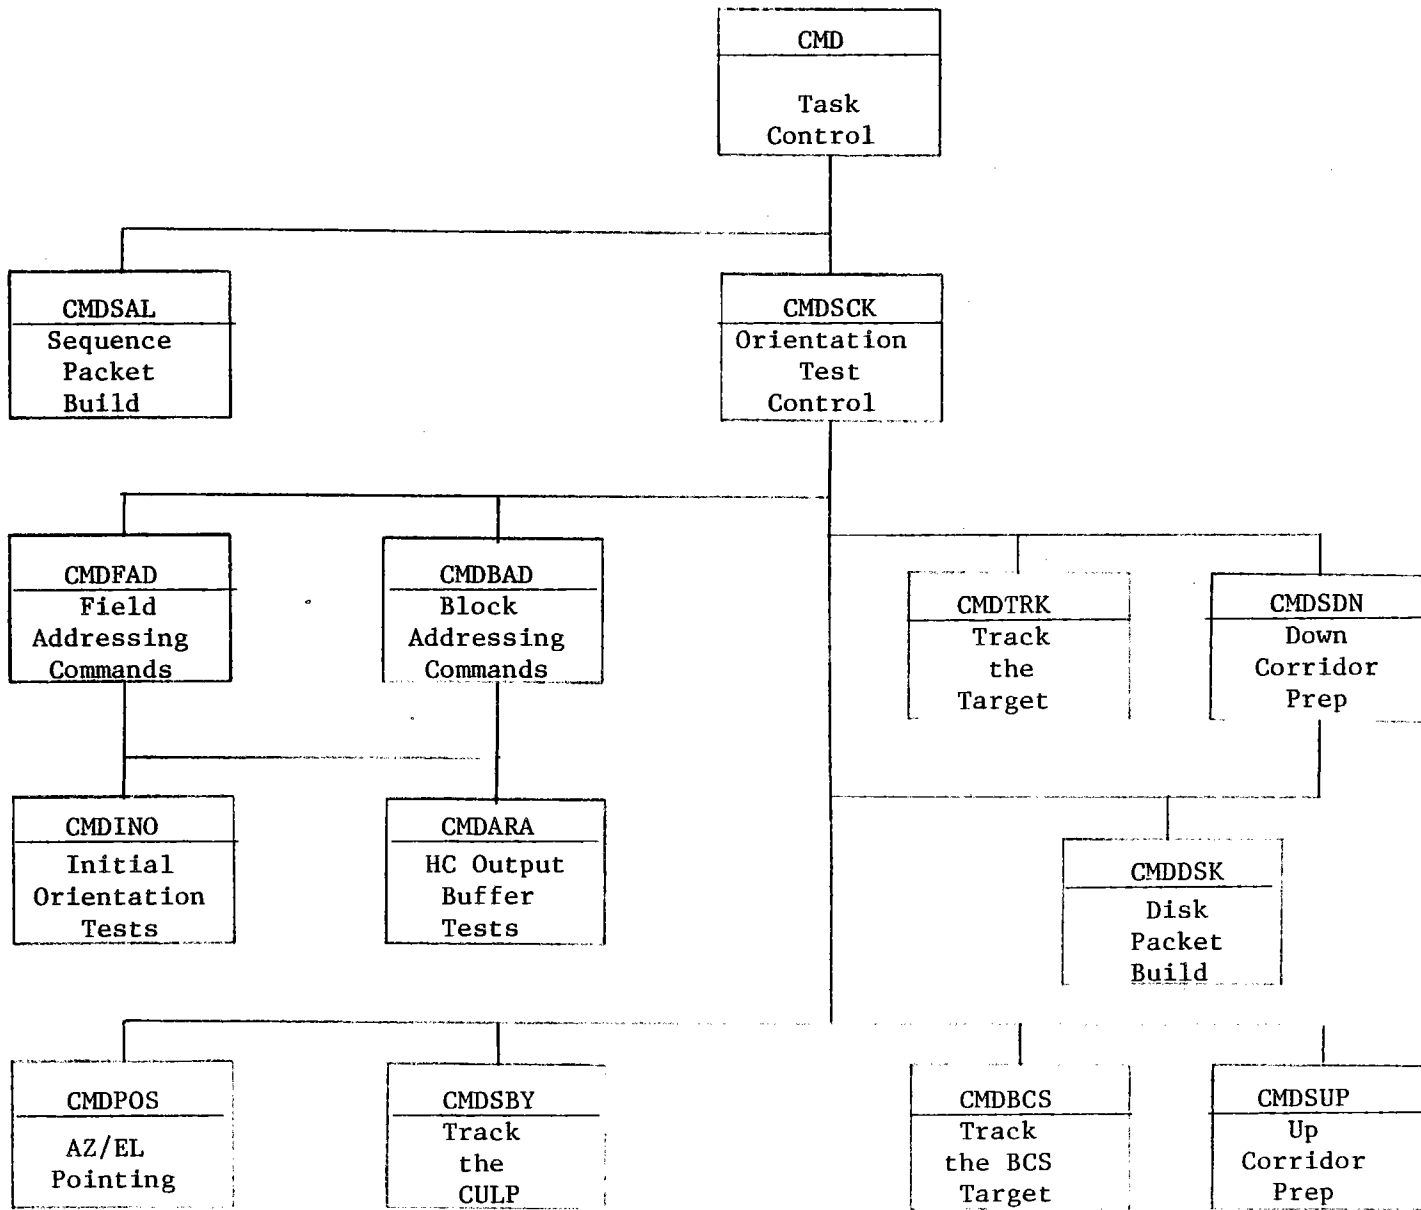 CMD
Task
Control
CMDSAL
Sequence
Packet
Build
CMDSCK
Orientation
Test
Control
CMDFAD
Field
Addressing
Commands
CMDBAD
Block
Addressing
Commands
CMDTRK
Track
the
Target
CMDSDN
Down
Corridor
Prep
CMDINO
Initial
Orientation
Tests
CMDARA
HC Output
Buffer
Tests
CMDDSK
Disk
Packet
Build
CMDPOS
AZ/EL
Pointing
CMDSBY
Track
the
CULP
CMDBCS
Track
the BCS
Target
CMDSUP
Up
Corridor
Prep